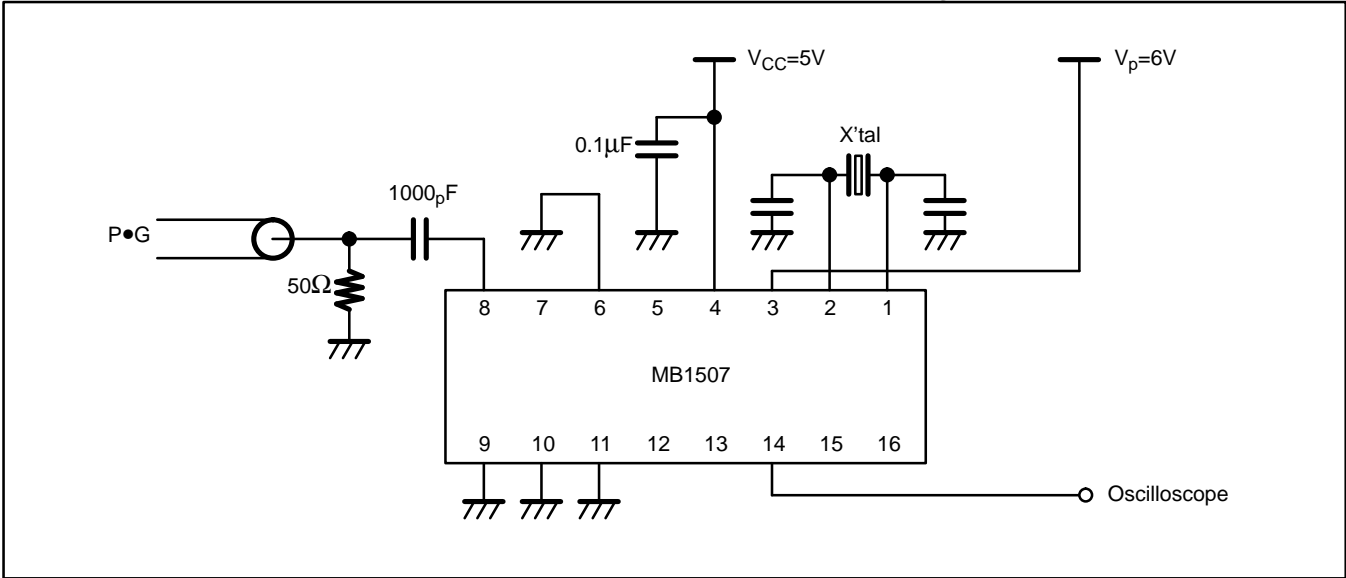 V_CC=5V
V_p=6V
X'tal
0.1µF
1000pF
P•G
50Ω
8 7 6 5 4 3 2 1
MB1507
9 10 11 12 13 14 15 16
Oscilloscope